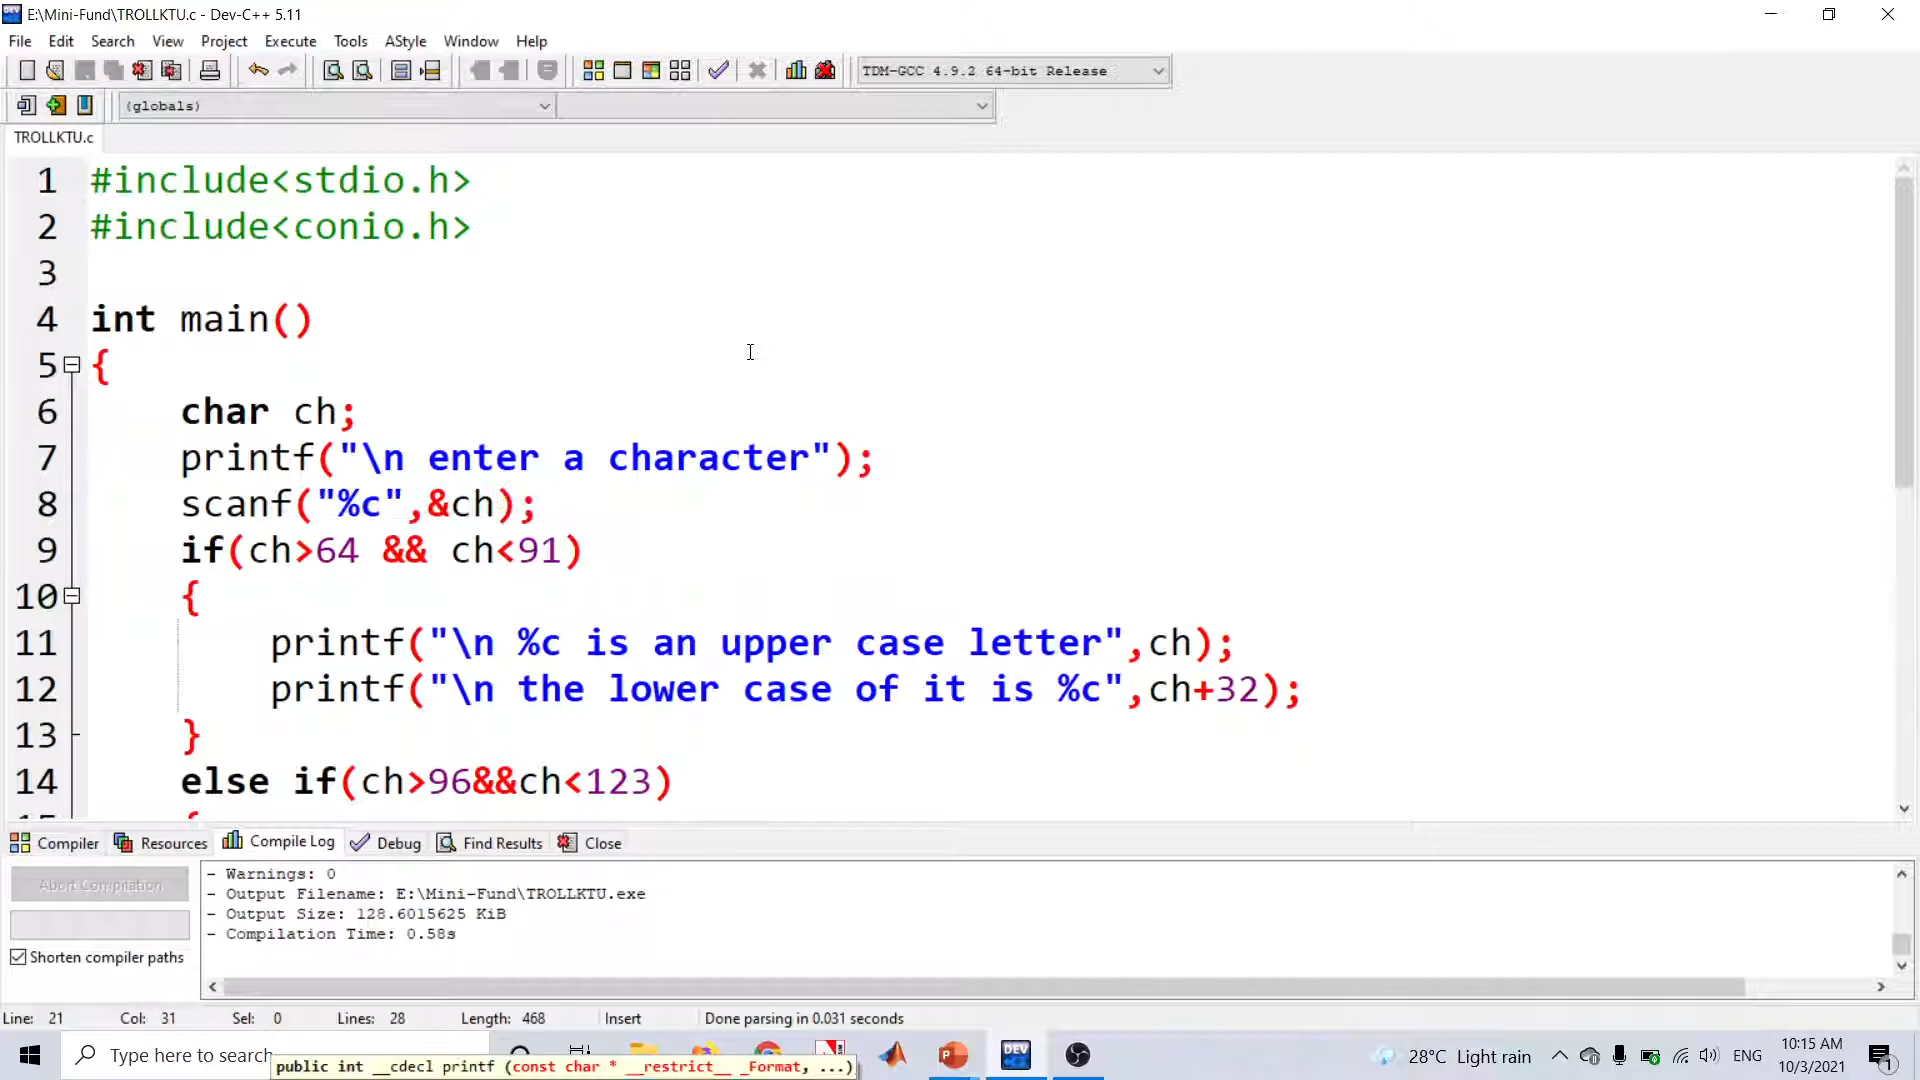 E:\Mini-Fund\TROLLKTU.c - Dev-C++ 5.11
File Edit Search View Project Execute Tools AStyle Window Help
TDM-GCC 4.9.2 64-bit Release
(globals)
TROLLKTU.c
1 #include<stdio.h>
2 #include<conio.h>
3
4 int main()
5 {
6 char ch;
7 printf("\n enter a character");
8 scanf("%c",&ch);
9 if(ch>64 && ch<91)
10 {
11 printf("\n %c is an upper case letter",ch);
12 printf("\n the lower case of it is %c",ch+32);
13 }
14 else if(ch>96&&ch<123)
Compiler Resources Compile Log Debug Find Results Close
Abort Compilation
Shorten compiler paths
- Warnings: 0
- Output Filename: E:\Mini-Fund\TROLLKTU.exe
- Output Size: 128.6015625 KiB
- Compilation Time: 0.58s
Line: 21 Col: 31 Sel: 0 Lines: 28 Length: 468 Insert Done parsing in 0.031 seconds
Type here to search
public int __cdecl printf (const char * __restrict__ _Format, ...)
DEV
28°C Light rain
ENG
10:15 AM
10/3/2021
1